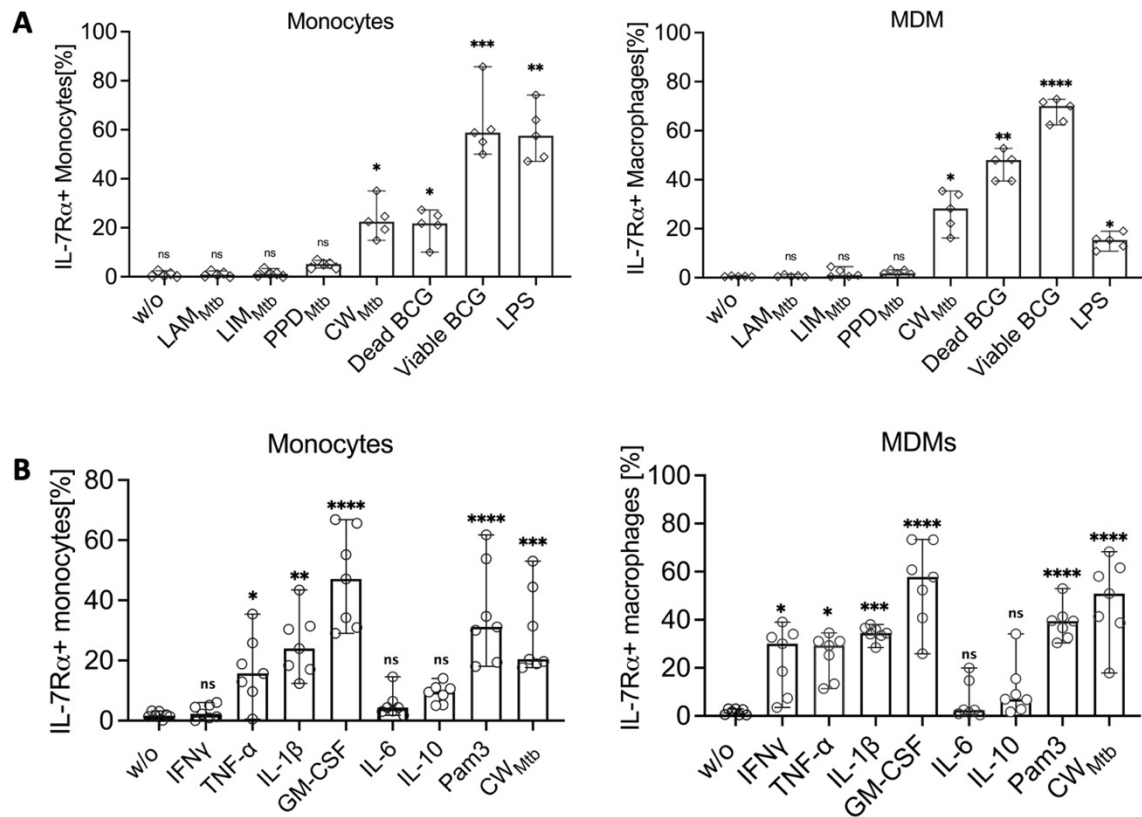 A
Monocytes
IL-7Rα+ Monocytes[%]
100
80
60
40
20
0
ns
ns
ns
ns
*
*
***
**
w/o
LAMMtb
LIMMtb
PPDMtb
CWMtb
Dead BCG
Viable BCG
LPS
MDM
IL-7Rα+ Macrophages[%]
100
80
60
40
20
0
ns
ns
ns
*
**
****
*
w/o
LAMMtb
LIMMtb
PPDMtb
CWMtb
Dead BCG
Viable BCG
LPS
B
Monocytes
IL-7Rα+ monocytes[%]
80
60
40
20
0
ns
*
**
****
ns
ns
****
***
w/o
IFNγ
TNF-α
IL-1β
GM-CSF
IL-6
IL-10
Pam3
CWMtb
MDMs
IL-7Rα+ macrophages [%]
100
80
60
40
20
0
*
*
***
****
ns
ns
****
****
w/o
IFNγ
TNF-α
IL-1β
GM-CSF
IL-6
IL-10
Pam3
CWMtb